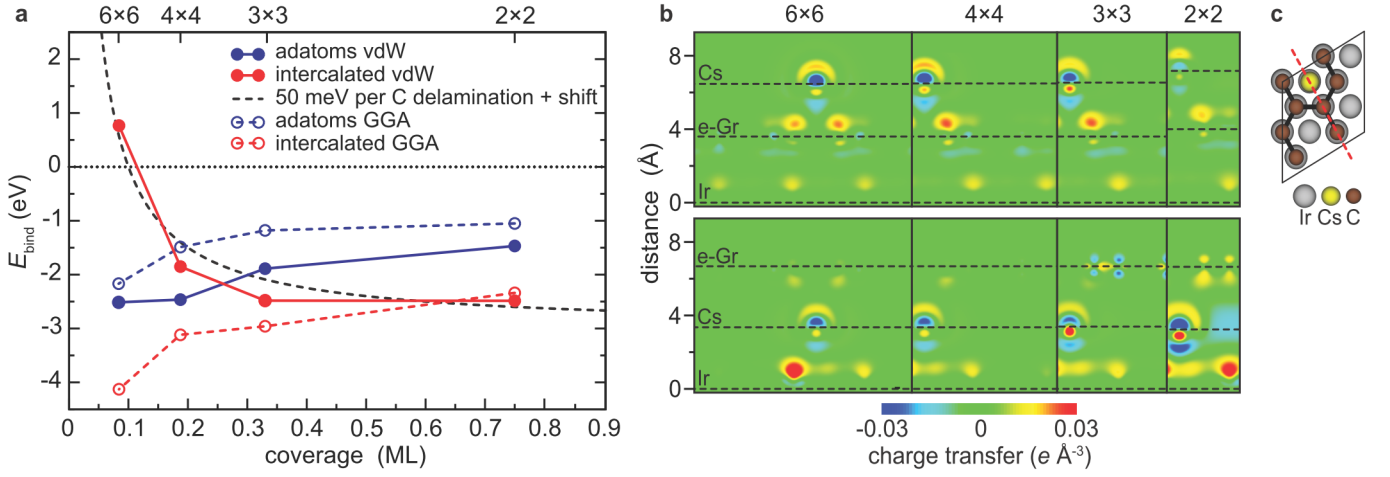 a
6×6 4×4 3×3 2×2
adatoms vdW
intercalated vdW
50 meV per C delamination + shift
adatoms GGA
intercalated GGA
2
1
0
-1
-2
-3
-4
E bind (eV)
0 0.1 0.2 0.3 0.4 0.5 0.6 0.7 0.8 0.9
coverage (ML)
b
6×6 4×4 3×3 2×2
8
Cs
e-Gr
4
Ir
0
8
e-Gr
Cs
4
Ir
0
distance (Å)
-0.03 0 0.03
charge transfer (e Å-3)
c
Ir Cs C